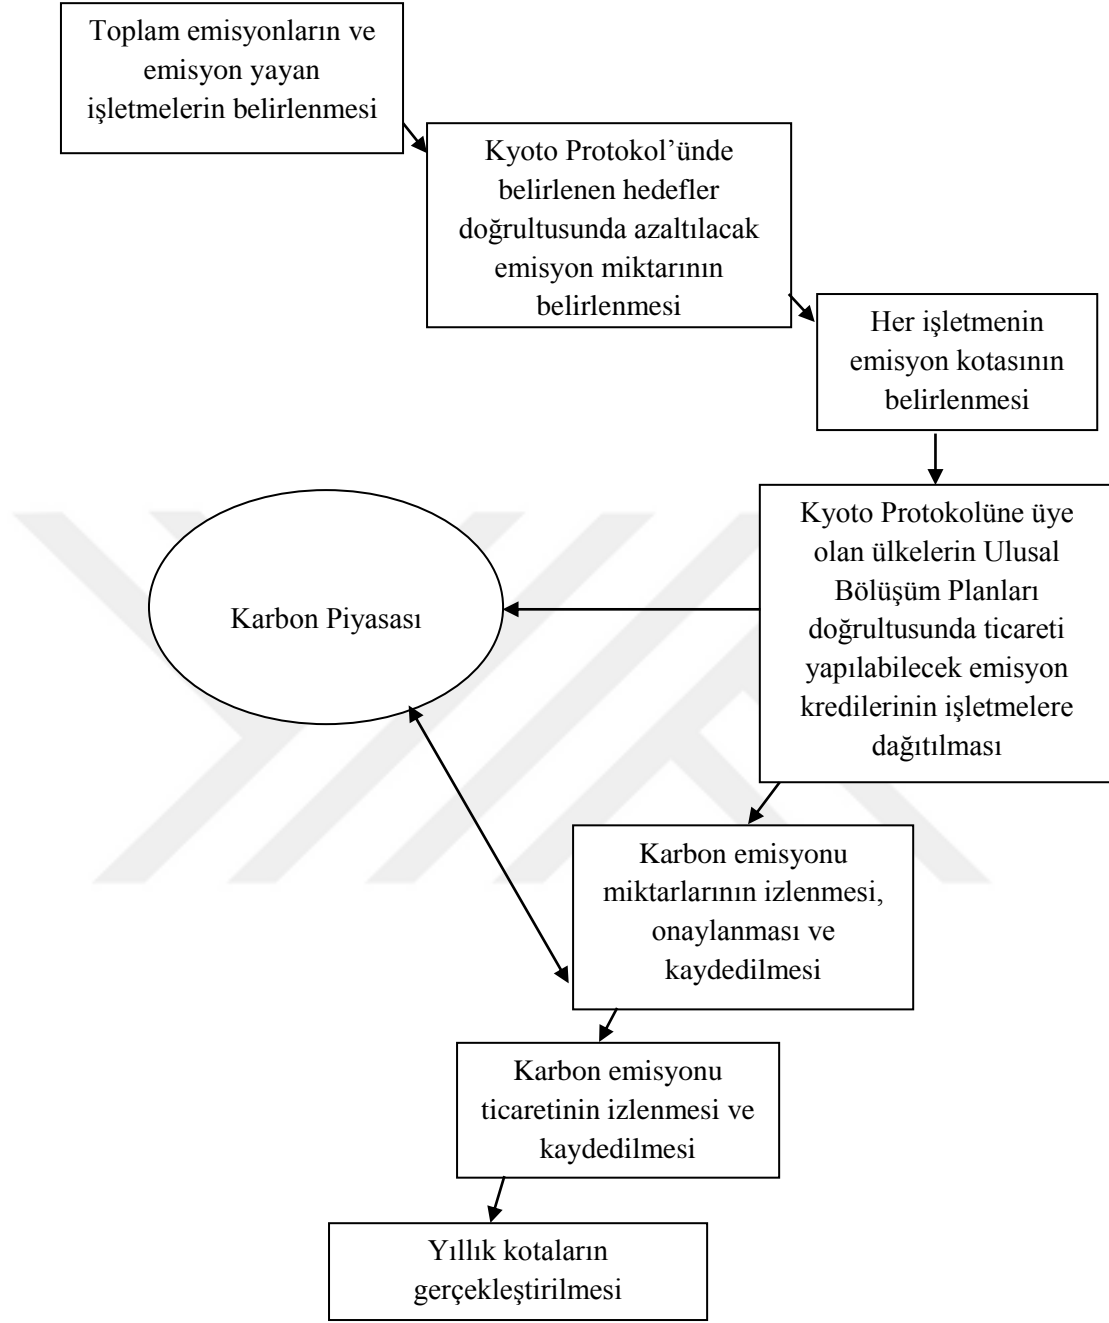 Toplam emisyonların ve
emisyon yayan
işletmelerin belirlenmesi
Kyoto Protokol’ünde
belirlenen hedefler
doğrultusunda azaltılacak
emisyon miktarının
belirlenmesi
Her işletmenin
emisyon kotasının
belirlenmesi
Kyoto Protokolüne üye
olan ülkelerin Ulusal
Bölüşüm Planları
doğrultusunda ticareti
yapılabilecek emisyon
kredilerinin işletmelere
dağıtılması
Karbon Piyasası
Karbon emisyonu
miktarlarının izlenmesi,
onaylanması ve
kaydedilmesi
Karbon emisyonu
ticaretinin izlenmesi ve
kaydedilmesi
Yıllık kotaların
gerçekleştirilmesi